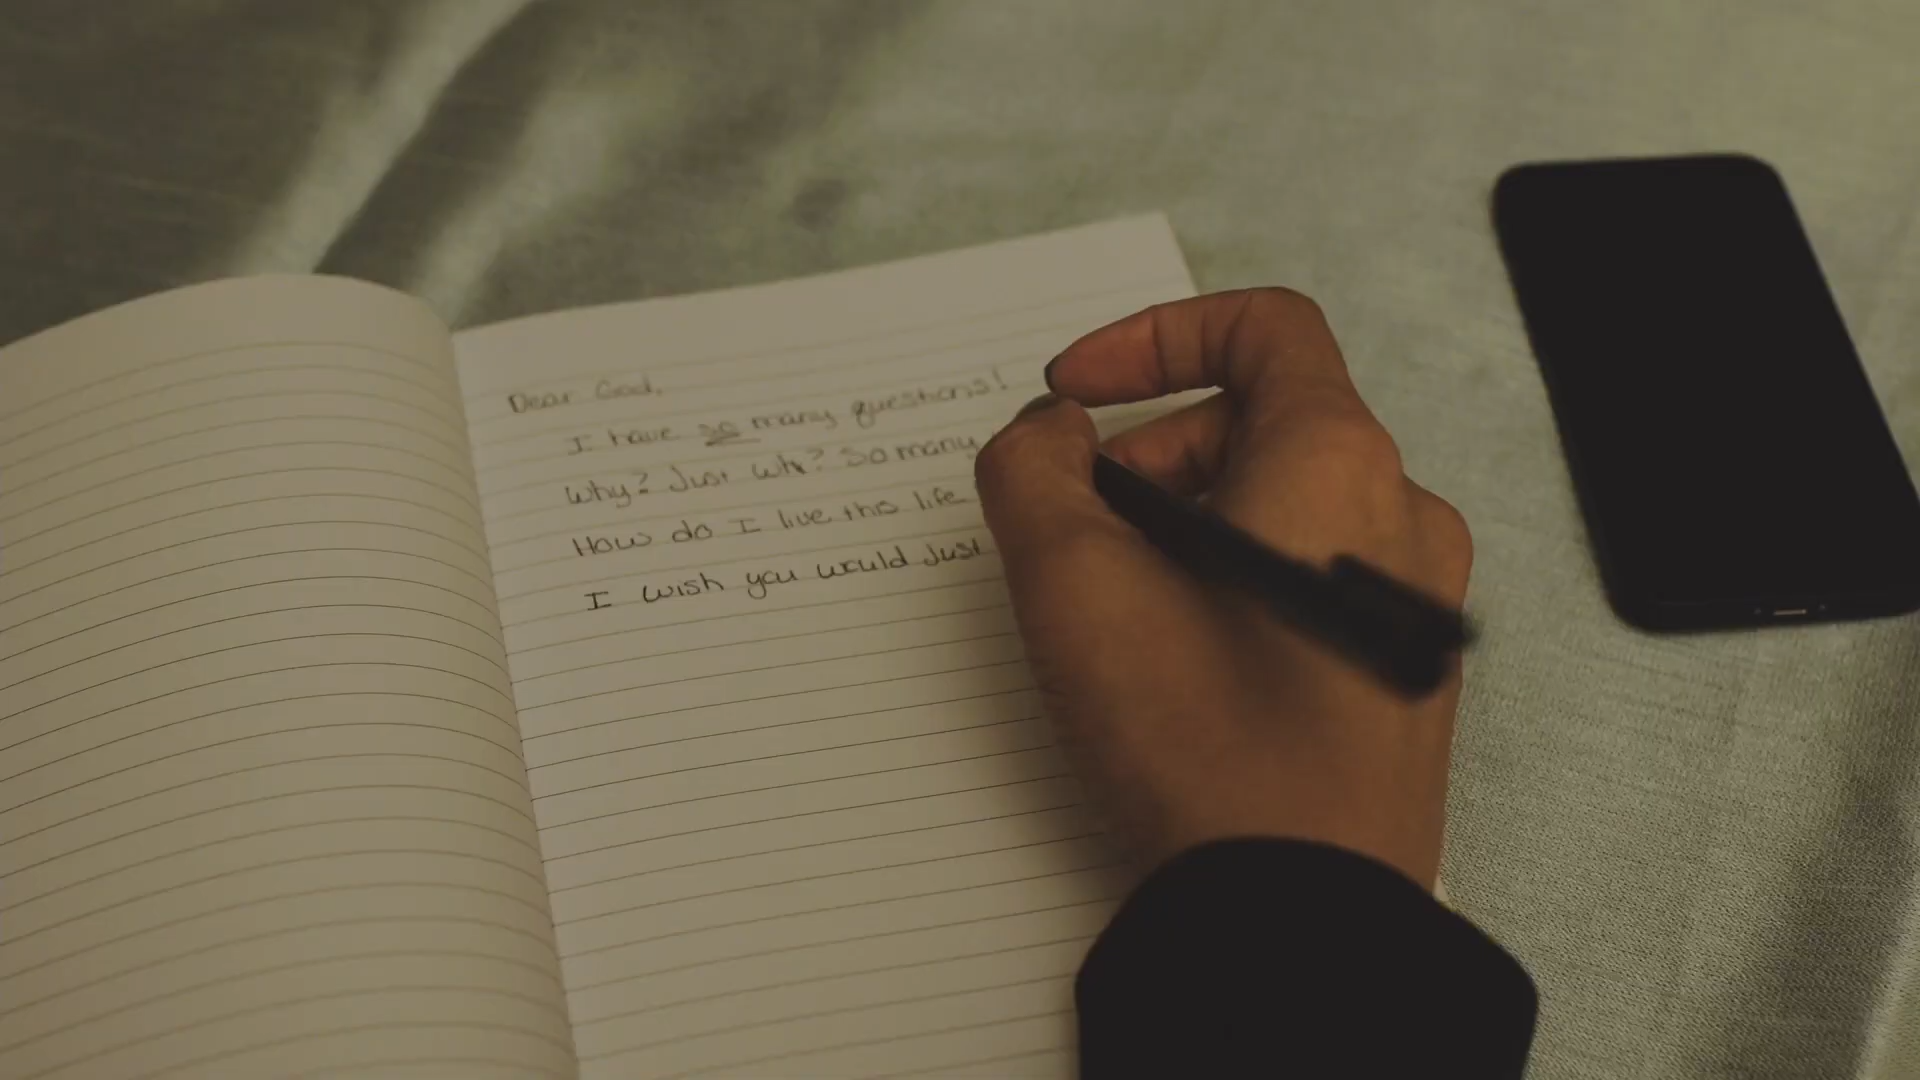 Dear God,
I have so many questions!
Why? Just why? So many
How do I live this life
I wish you would just